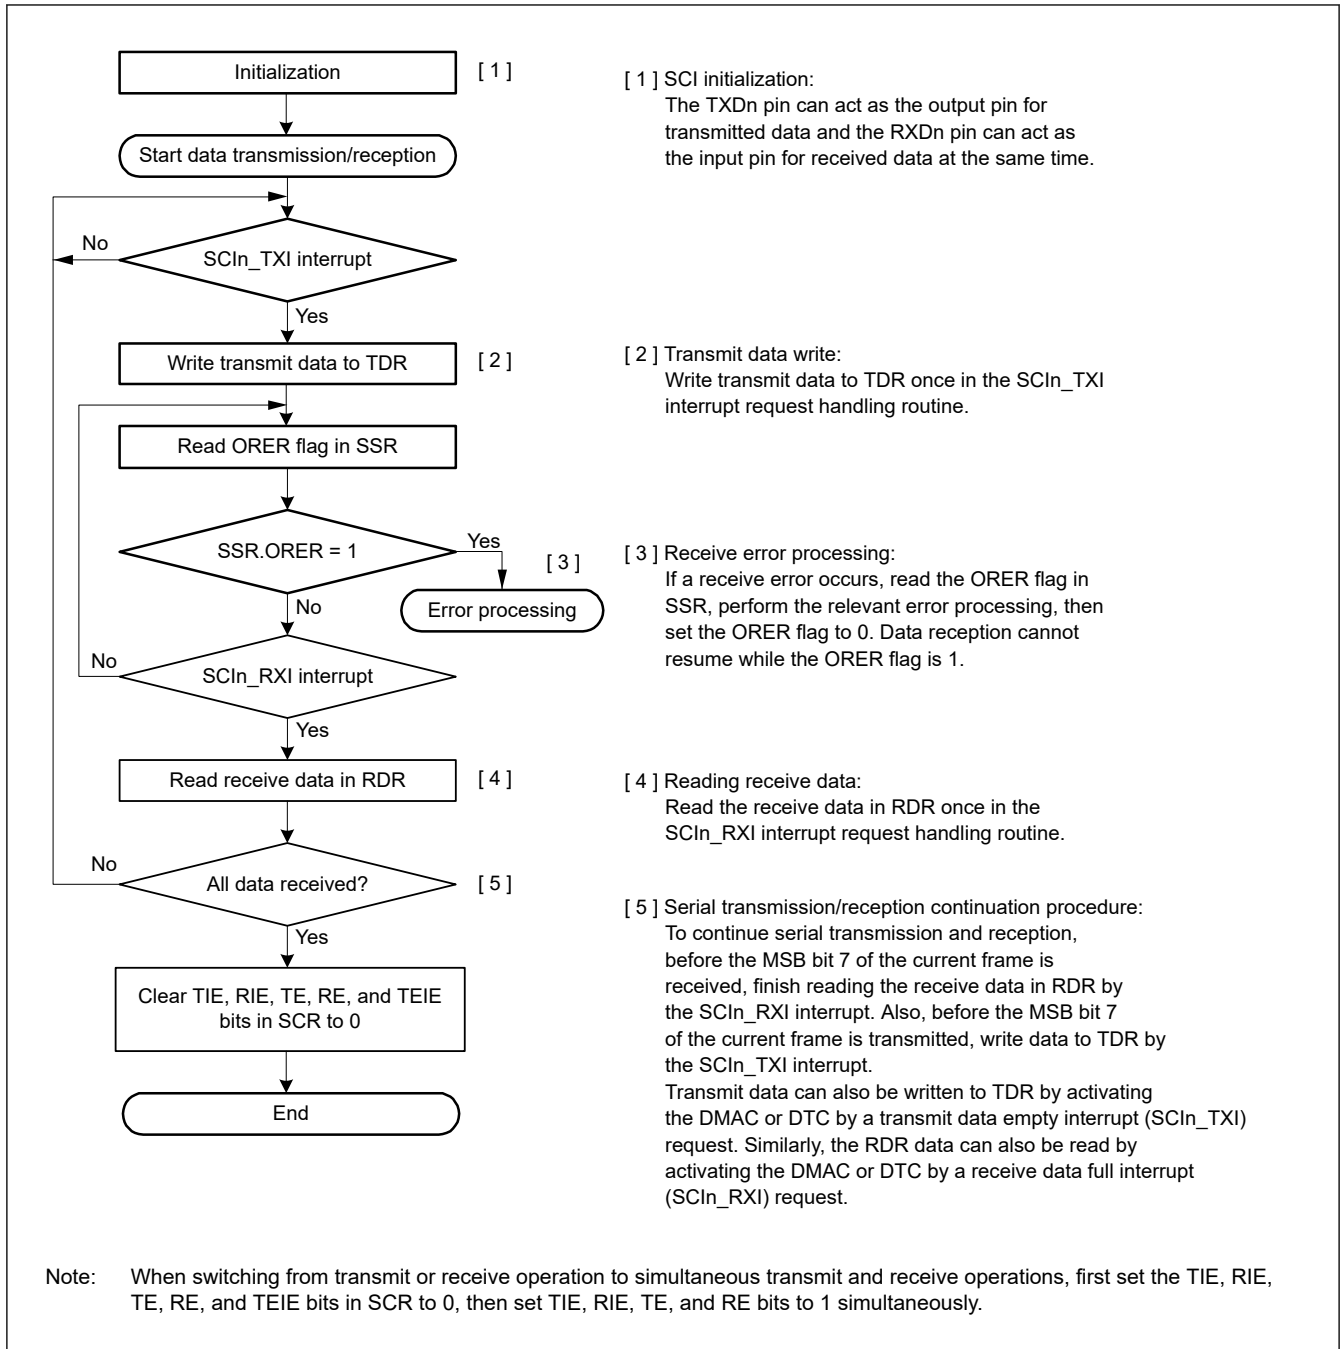 Initialization
[ 1 ]
Start data transmission/reception
No
SCIn_TXI interrupt
Yes
Write transmit data to TDR
[ 2 ]
Read ORER flag in SSR
SSR.ORER = 1
Yes
[ 3 ]
No
Error processing
No
SCIn_RXI interrupt
Yes
Read receive data in RDR
[ 4 ]
No
All data received?
[ 5 ]
Yes
Clear TIE, RIE, TE, RE, and TEIE
bits in SCR to 0
End
[ 1 ] SCI initialization:
The TXDn pin can act as the output pin for
transmitted data and the RXDn pin can act as
the input pin for received data at the same time.
[ 2 ] Transmit data write:
Write transmit data to TDR once in the SCIn_TXI
interrupt request handling routine.
[ 3 ] Receive error processing:
If a receive error occurs, read the ORER flag in
SSR, perform the relevant error processing, then
set the ORER flag to 0. Data reception cannot
resume while the ORER flag is 1.
[ 4 ] Reading receive data:
Read the receive data in RDR once in the
SCIn_RXI interrupt request handling routine.
[ 5 ] Serial transmission/reception continuation procedure:
To continue serial transmission and reception,
before the MSB bit 7 of the current frame is
received, finish reading the receive data in RDR by
the SCIn_RXI interrupt. Also, before the MSB bit 7
of the current frame is transmitted, write data to TDR by
the SCIn_TXI interrupt.
Transmit data can also be written to TDR by activating
the DMAC or DTC by a transmit data empty interrupt (SCIn_TXI)
request. Similarly, the RDR data can also be read by
activating the DMAC or DTC by a receive data full interrupt
(SCIn_RXI) request.
Note: When switching from transmit or receive operation to simultaneous transmit and receive operations, first set the TIE, RIE,
TE, RE, and TEIE bits in SCR to 0, then set TIE, RIE, TE, and RE bits to 1 simultaneously.